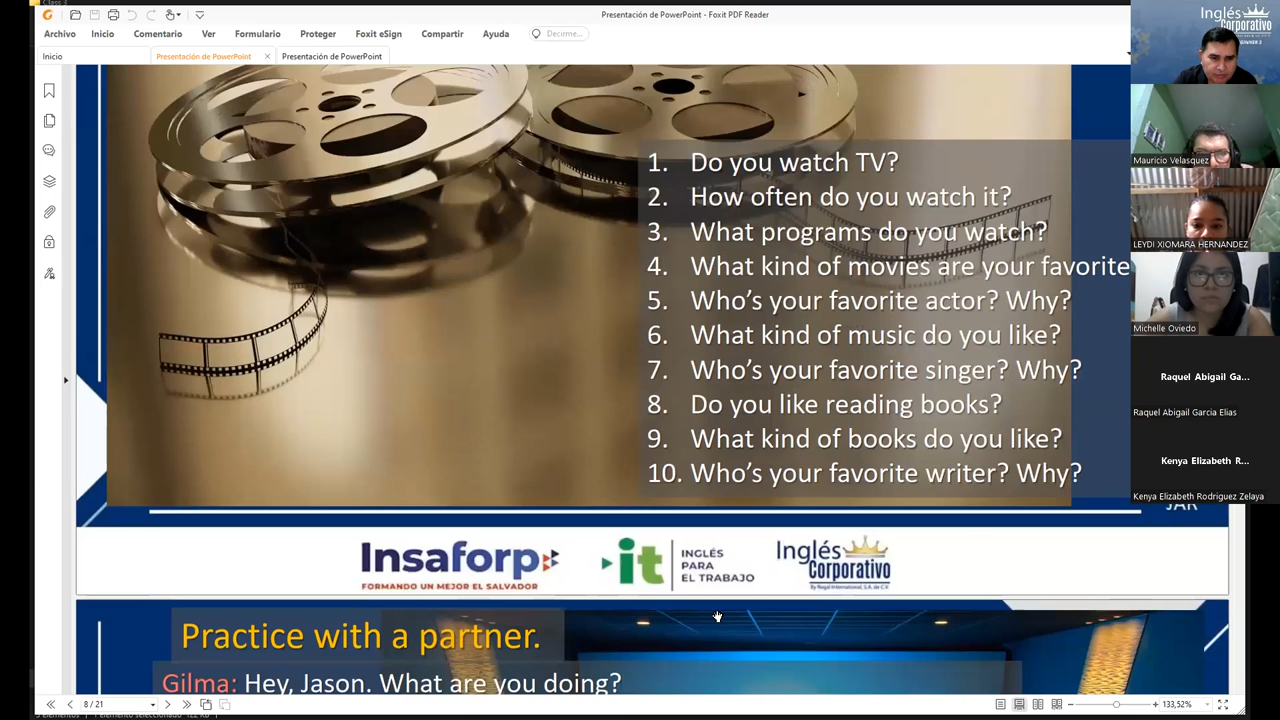 Presentación de PowerPoint - Foxit PDF Reader
Archivo Inicio Comentario Ver Formulario Proteger Foxit eSign Compartir Ayuda Decirme...
Inicio Presentación de PowerPoint Presentación de PowerPoint
1. Do you watch TV?
2. How often do you watch it?
3. What programs do you watch?
4. What kind of movies are your favorite
5. Who's your favorite actor? Why?
6. What kind of music do you like?
7. Who's your favorite singer? Why?
8. Do you like reading books?
9. What kind of books do you like?
10. Who's your favorite writer? Why?
JAR
Insaforp
FORMANDO UN MEJOR EL SALVADOR
it
INGLÉS
PARA
EL TRABAJO
Inglés
Corporativo
By Regal International, S.A. de C.V.
Practice with a partner.
Gilma: Hey, Jason. What are you doing?
8 / 21
133,52%
Inglés
Corporativo
Mauricio Velasquez
LEYDI XIOMARA HERNANDEZ
Michelle Oviedo
Raquel Abigail Ga...
Raquel Abigail Garcia Elias
Kenya Elizabeth R...
Kenya Elizabeth Rodriguez Zelaya